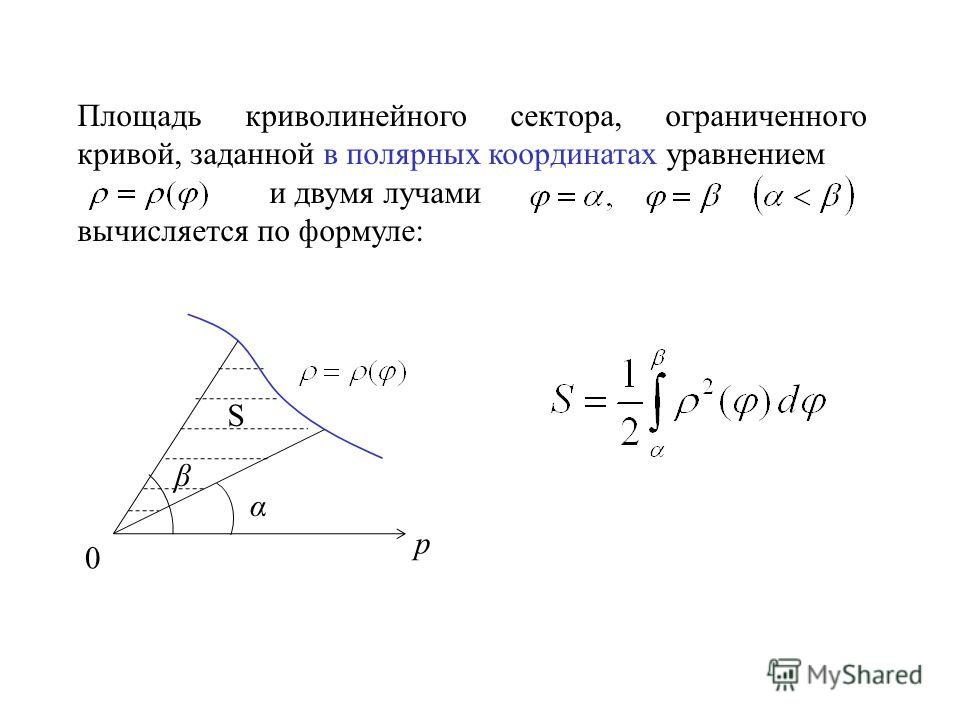 Площадь криволинейного сектора, ограниченного
кривой, заданной в полярных координатах уравнением
ρ = ρ(φ) и двумя лучами φ = α, φ = β (α < β)
вычисляется по формуле:
ρ = ρ(φ)
S = 1/2 ∫_α^β ρ²(φ) dφ
S
β
α
p
0
MyShared